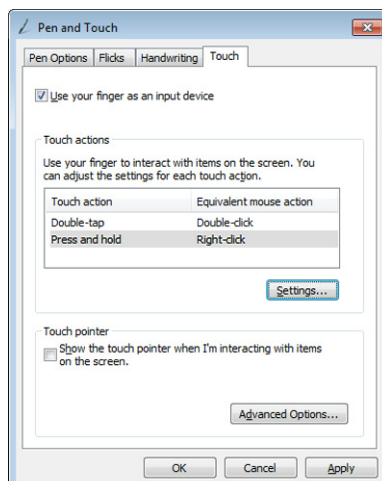 Pen and Touch
Pen Options Flicks Handwriting Touch
Use your finger as an input device
Touch actions
Use your finger to interact with items on the screen. You
can adjust the settings for each touch action.
Touch action Equivalent mouse action
Double-tap Double-click
Press and hold Right-click
Settings...
Touch pointer
Show the touch pointer when I'm interacting with items
on the screen.
Advanced Options...
OK Cancel Apply